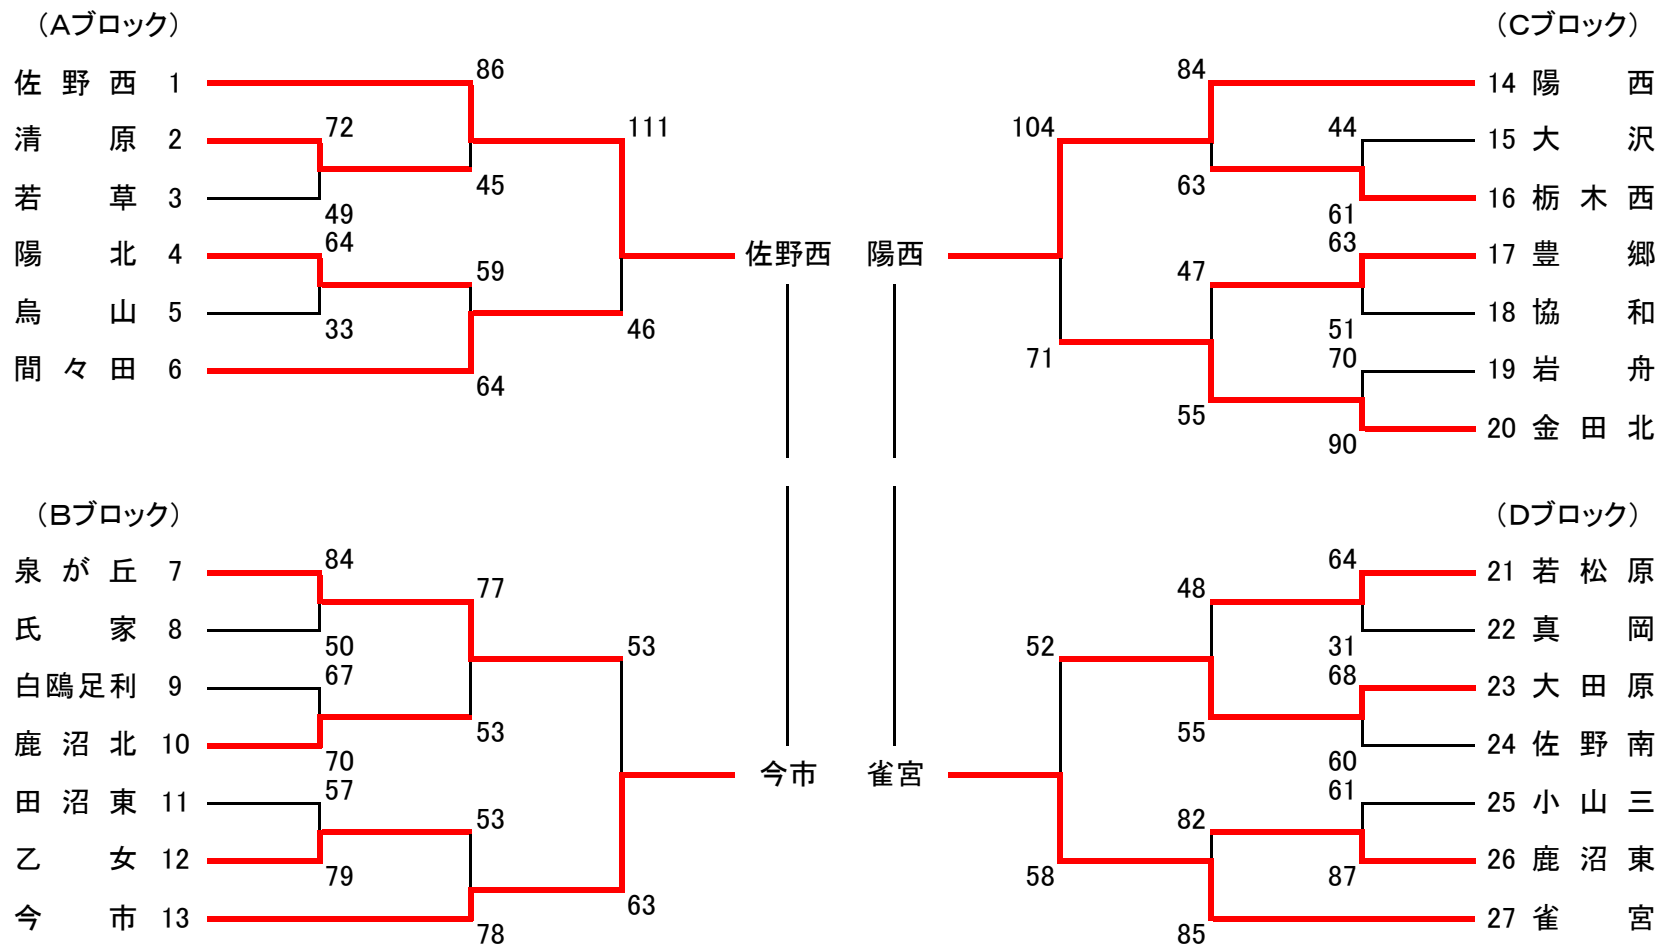 （Aブロック）
（Cブロック）
佐野西 1
86
84
14 陽西
清原 2
72
111
104
44
15 大沢
若草 3
49
45
63
61
16 栃木西
陽北 4
64
59
佐野西
陽西
47
63
17 豊郷
烏山 5
33
46
71
51
18 協和
間々田 6
64
55
70
19 岩舟
90
20 金田北
（Bブロック）
（Dブロック）
泉が丘 7
84
77
48
64
21 若松原
氏家 8
50
53
52
31
22 真岡
白鴎足利 9
67
68
23 大田原
鹿沼北 10
70
53
今市
雀宮
55
60
24 佐野南
田沼東 11
57
53
82
61
25 小山三
乙女 12
79
63
58
87
26 鹿沼東
今市 13
78
85
27 雀宮